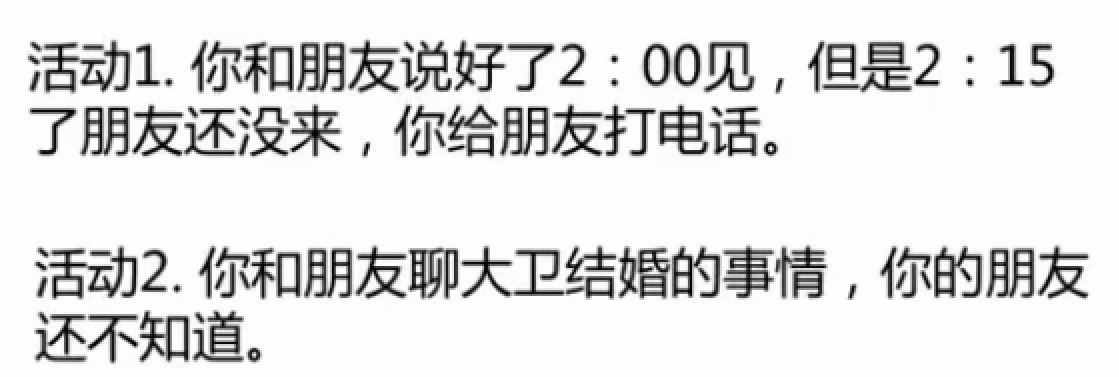 活动1. 你和朋友说好了2：00见，但是2：15
了朋友还没来，你给朋友打电话。
活动2. 你和朋友聊大卫结婚的事情，你的朋友
还不知道。